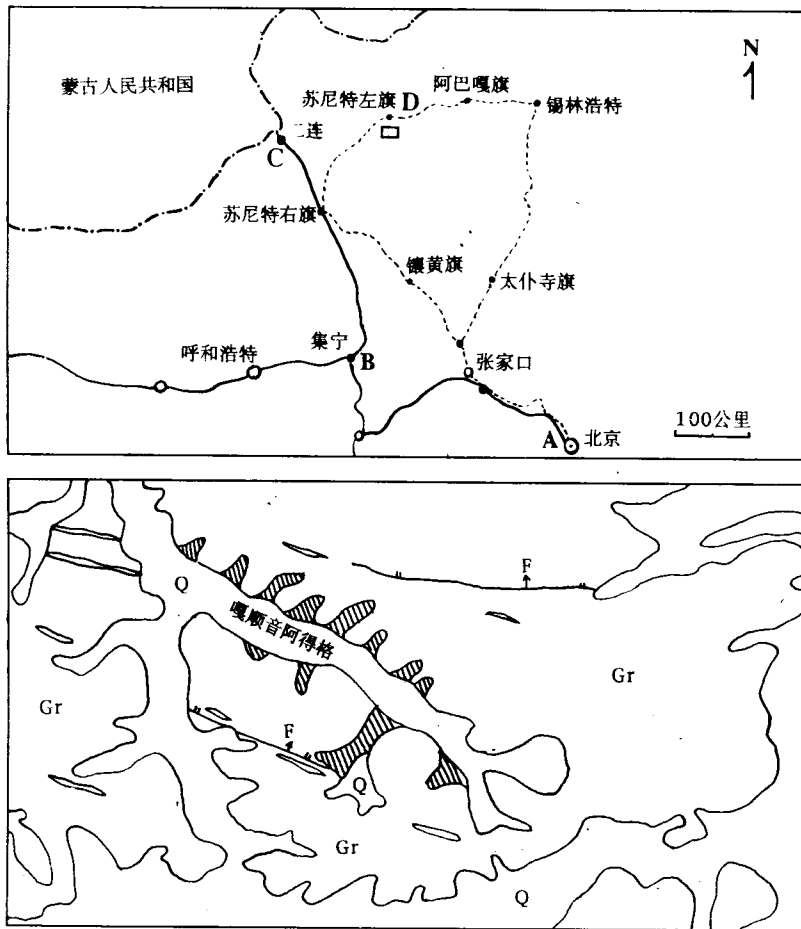 N
蒙古人民共和国
苏尼特左旗 D 阿巴嘎旗
锡林浩特
二连
C
苏尼特右旗
镶黄旗
太仆寺旗
呼和浩特
集宁
B
张家口
100公里
A
北京
F
Q
嘎顺音阿得格
Gr
Gr
F
Q
Gr
Q